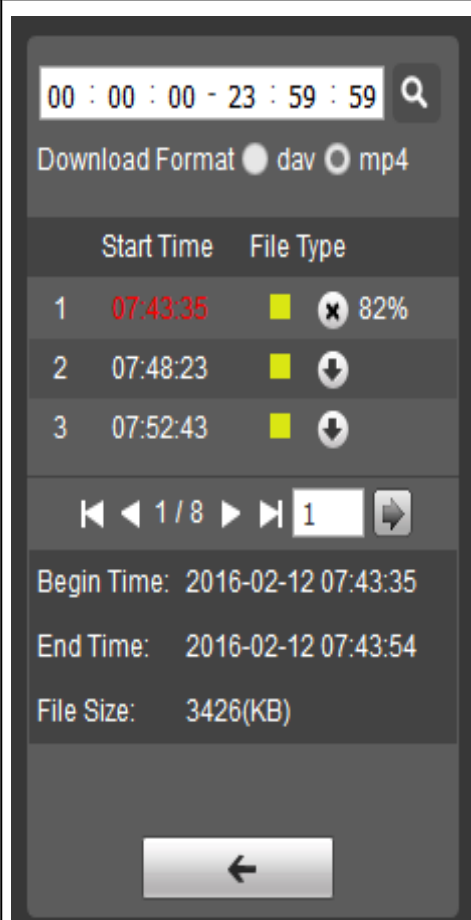 00 : 00 : 00 - 23 : 59 : 59
Download Format dav mp4
Start Time File Type
1 07:43:35 82%
2 07:48:23
3 07:52:43
1 / 8 1
Begin Time: 2016-02-12 07:43:35
End Time: 2016-02-12 07:43:54
File Size: 3426(KB)